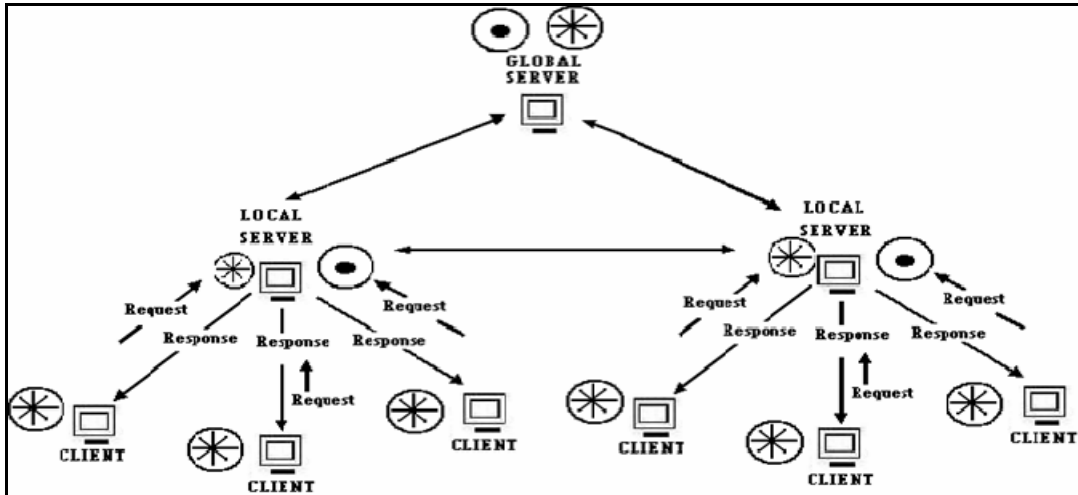 GLOBAL
SERVER
LOCAL
SERVER
LOCAL
SERVER
Request
Request
Request
Request
Response
Response
Response
Response
Response
Response
Request
Request
CLIENT
CLIENT
CLIENT
CLIENT
CLIENT
CLIENT